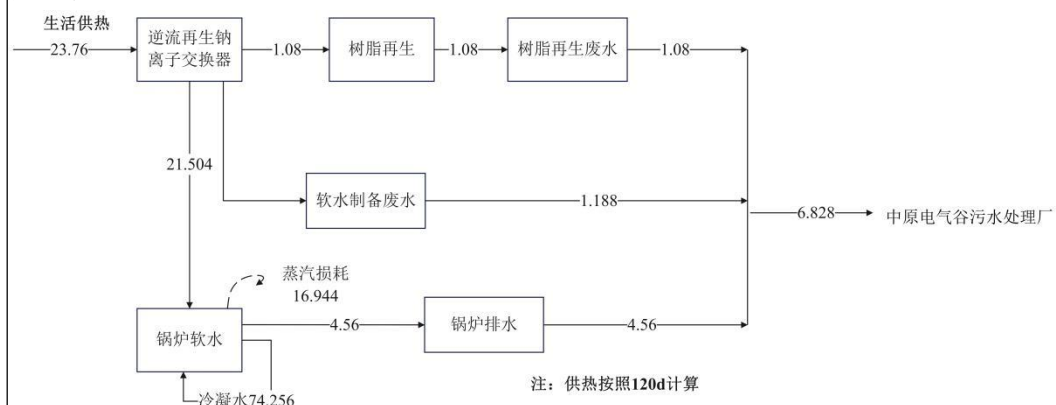 生活供热
23.76
逆流再生钠
离子交换器
1.08
树脂再生
1.08
树脂再生废水
1.08
21.504
软水制备废水
1.188
6.828
中原电气谷污水处理厂
蒸汽损耗
16.944
锅炉软水
4.56
锅炉排水
4.56
冷凝水74.256
注：供热按照120d计算